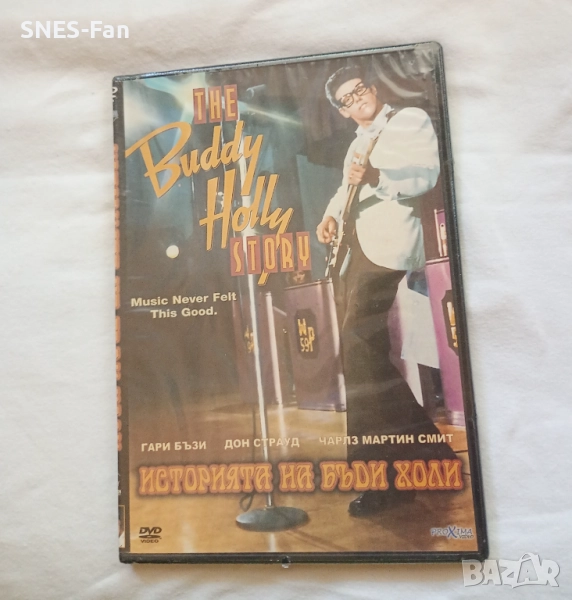 SNES-Fan
THE
Buddy
Holly
STORY
Music Never Felt
This Good.
ГАРИ БЪЗИ ДОН СТРАУД ЧАРЛЗ МАРТИН СМИТ
ИСТОРИЯТА НА БЪДИ ХОЛИ
DVD
VIDEO
PROXIMA
BAZAR